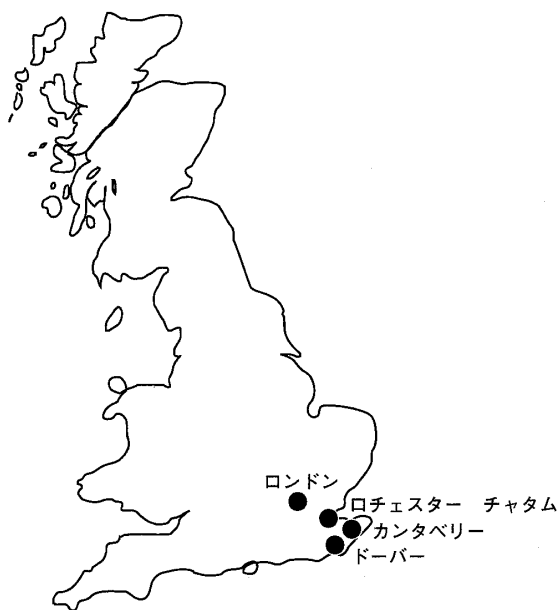 ロンドン
ロチェスター　チャタム
カンタベリー
ドーバー